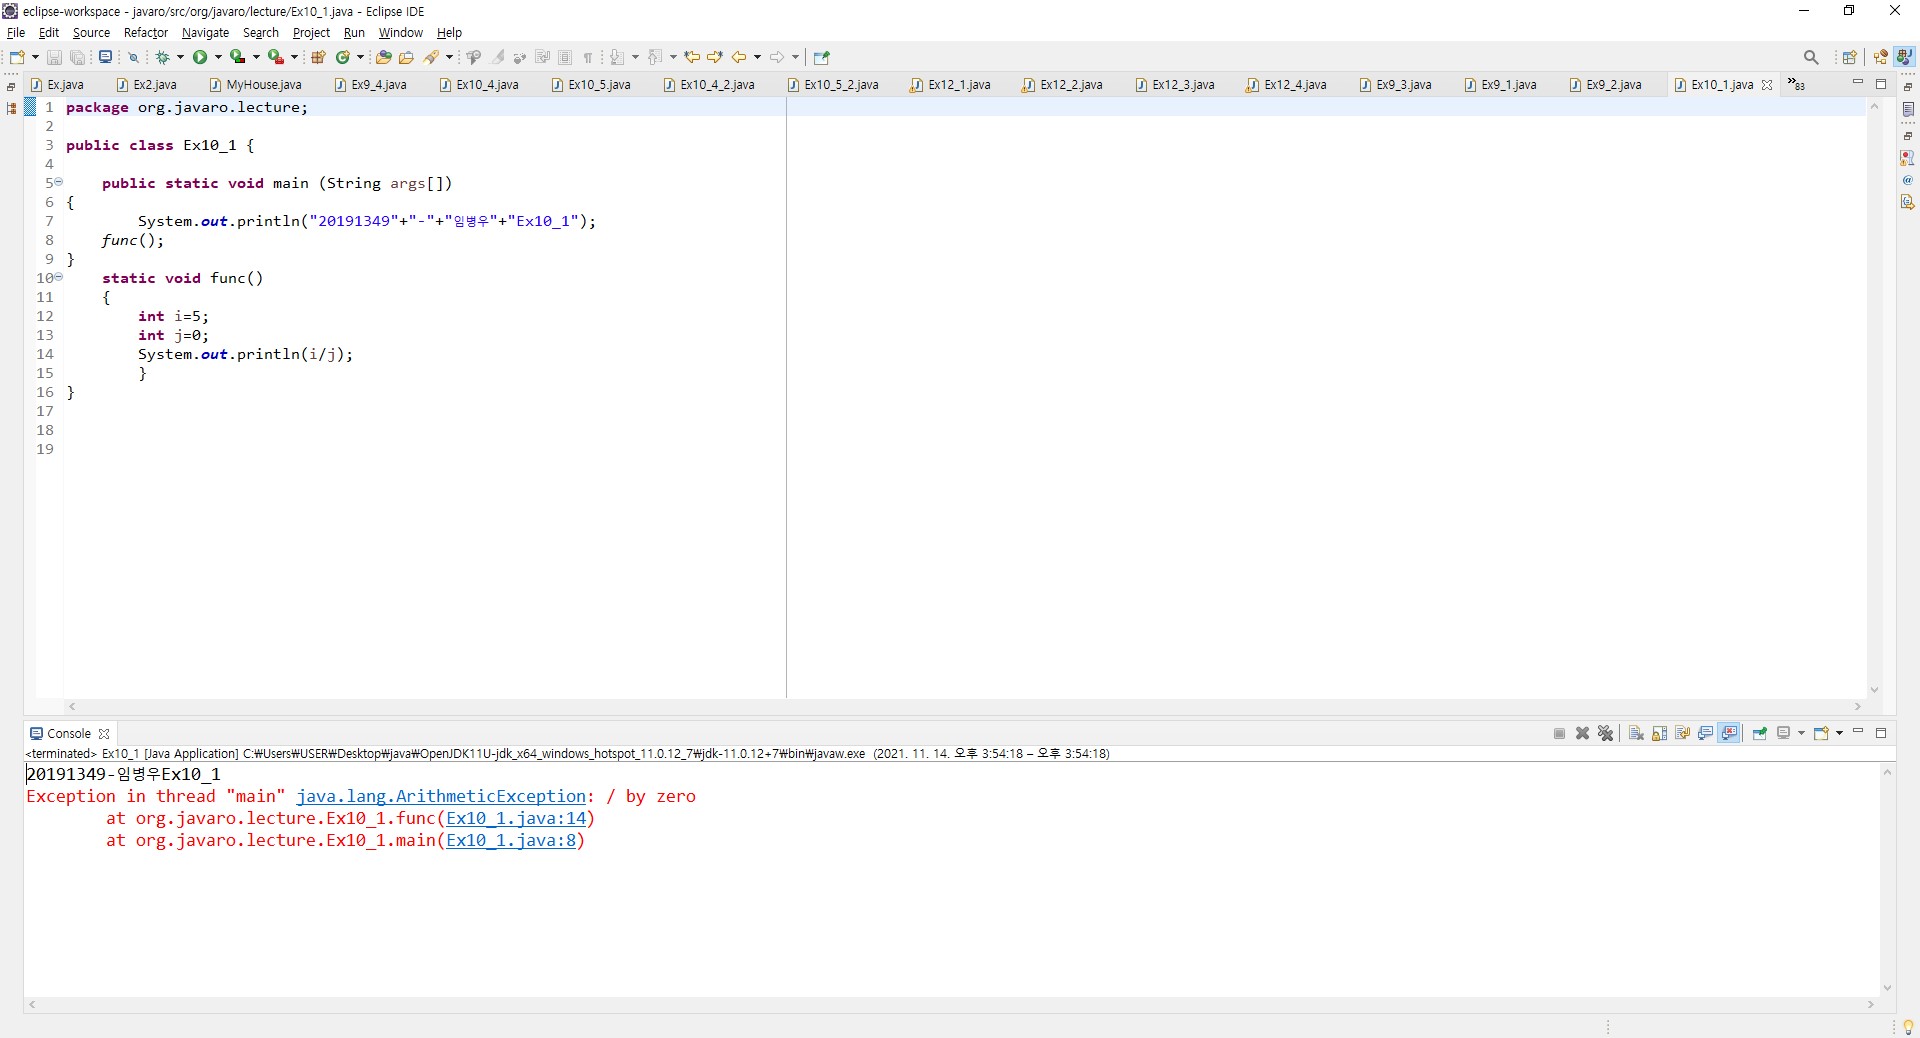 eclipse-workspace - javaro/src/org/javaro/lecture/Ex10_1.java - Eclipse IDE
File Edit Source Refactor Navigate Search Project Run Window Help
Ex.java Ex2.java MyHouse.java Ex9_4.java Ex10_4.java Ex10_5.java Ex10_4_2.java Ex10_5_2.java Ex12_1.java Ex12_2.java Ex12_3.java Ex12_4.java Ex9_3.java Ex9_1.java Ex9_2.java Ex10_1.java »83
1 package org.javaro.lecture;
2
3 public class Ex10_1 {
4
5 public static void main (String args[])
6 {
7 System.out.println("20191349"+"-"+"임병우"+"Ex10_1");
8 func();
9 }
10 static void func()
11 {
12 int i=5;
13 int j=0;
14 System.out.println(i/j);
15 }
16 }
17
18
19
Console
<terminated> Ex10_1 [Java Application] C:₩Users₩USER₩Desktop₩java₩OpenJDK11U-jdk_x64_windows_hotspot_11.0.12_7₩jdk-11.0.12+7₩bin₩javaw.exe (2021. 11. 14. 오후 3:54:18 – 오후 3:54:18)
20191349-임병우Ex10_1
Exception in thread "main" java.lang.ArithmeticException: / by zero
at org.javaro.lecture.Ex10_1.func(Ex10_1.java:14)
at org.javaro.lecture.Ex10_1.main(Ex10_1.java:8)